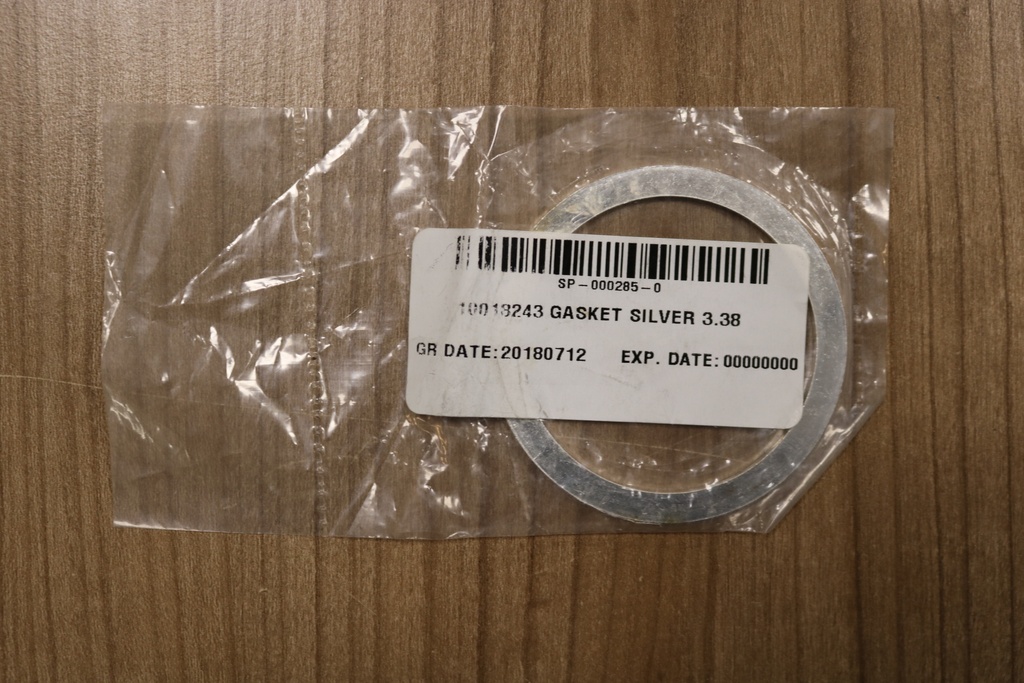 SP-000285-0
10013243 GASKET SILVER 3.38
GR DATE:20180712 EXP. DATE: 00000000